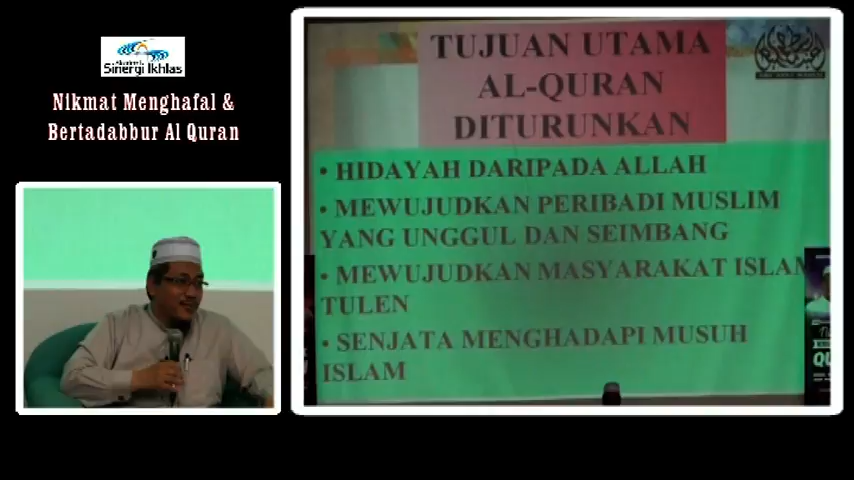 Sinergi Ikhlas
Nikmat Menghafal &
Bertadabbur Al Quran
TUJUAN UTAMA
AL-QURAN
DITURUNKAN
• HIDAYAH DARIPADA ALLAH
• MEWUJUDKAN PERIBADI MUSLIM
YANG UNGGUL DAN SEIMBANG
• MEWUJUDKAN MASYARAKAT ISLAM
TULEN
• SENJATA MENGHADAPI MUSUH
ISLAM